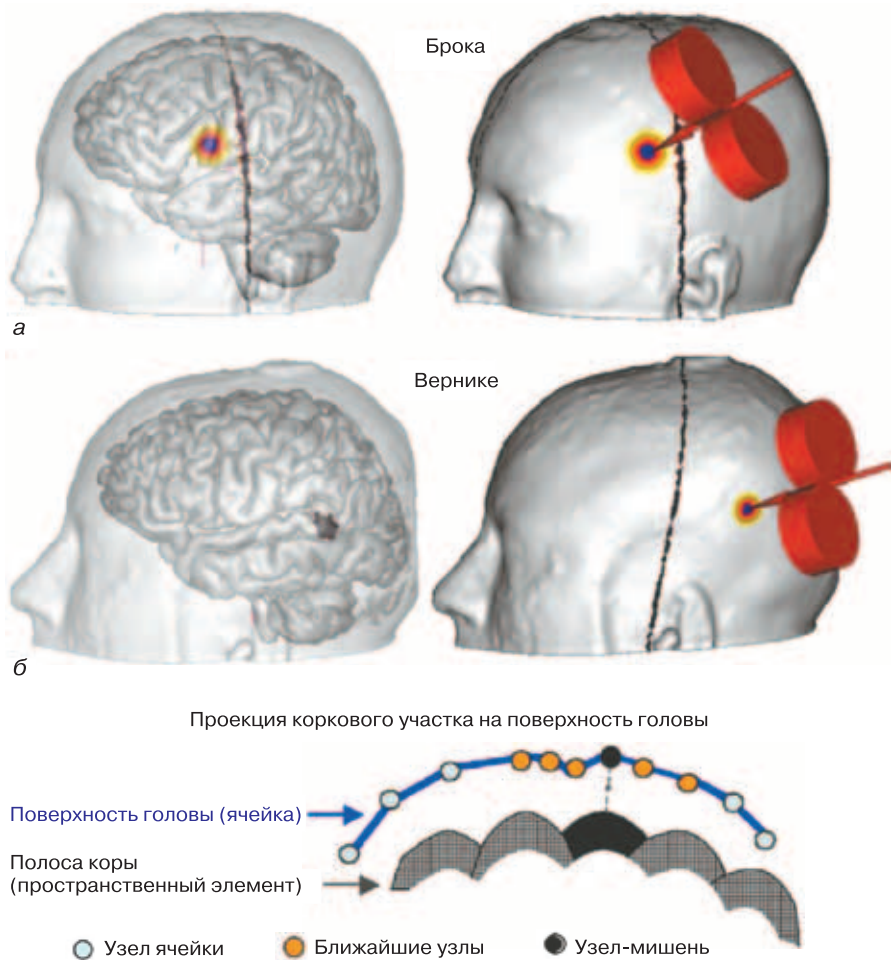 Брока
а
Вернике
б
Проекция коркового участка на поверхность головы
Поверхность головы (ячейка)
Полоса коры
(пространственный элемент)
Узел ячейки
Ближайшие узлы
Узел-мишень